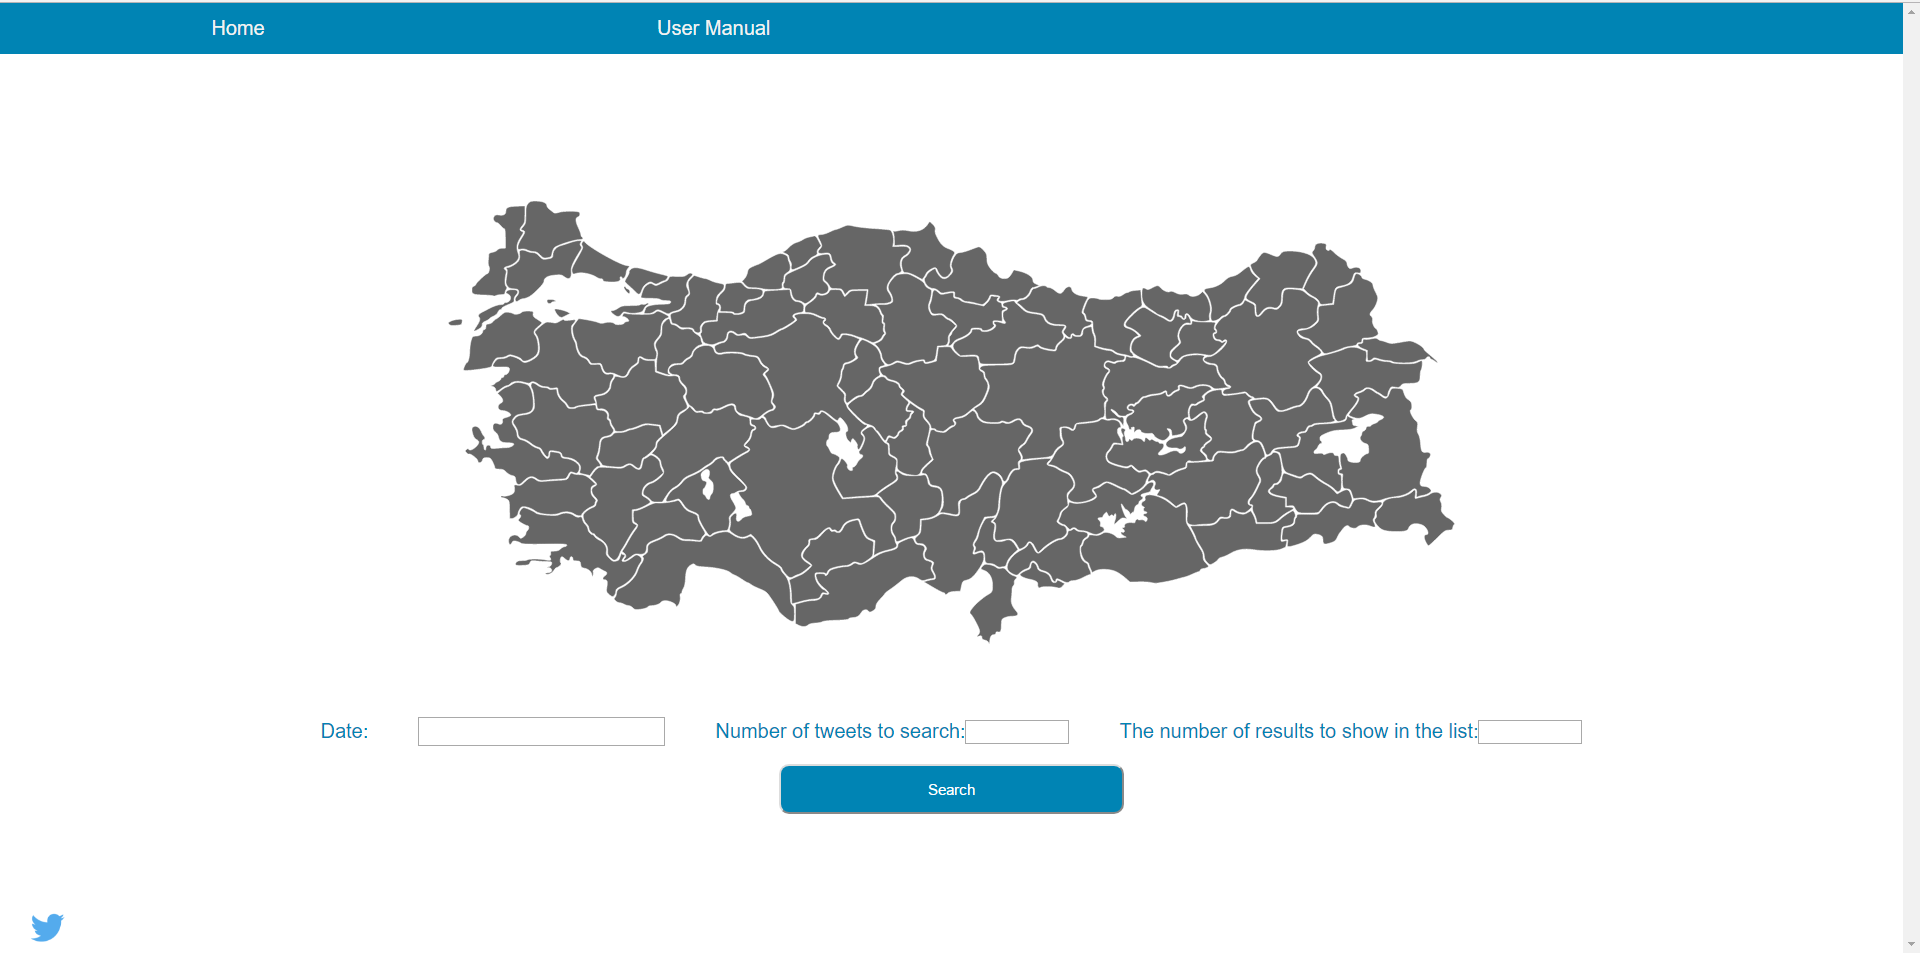 Home
User Manual
Date:
Number of tweets to search:
The number of results to show in the list:
Search